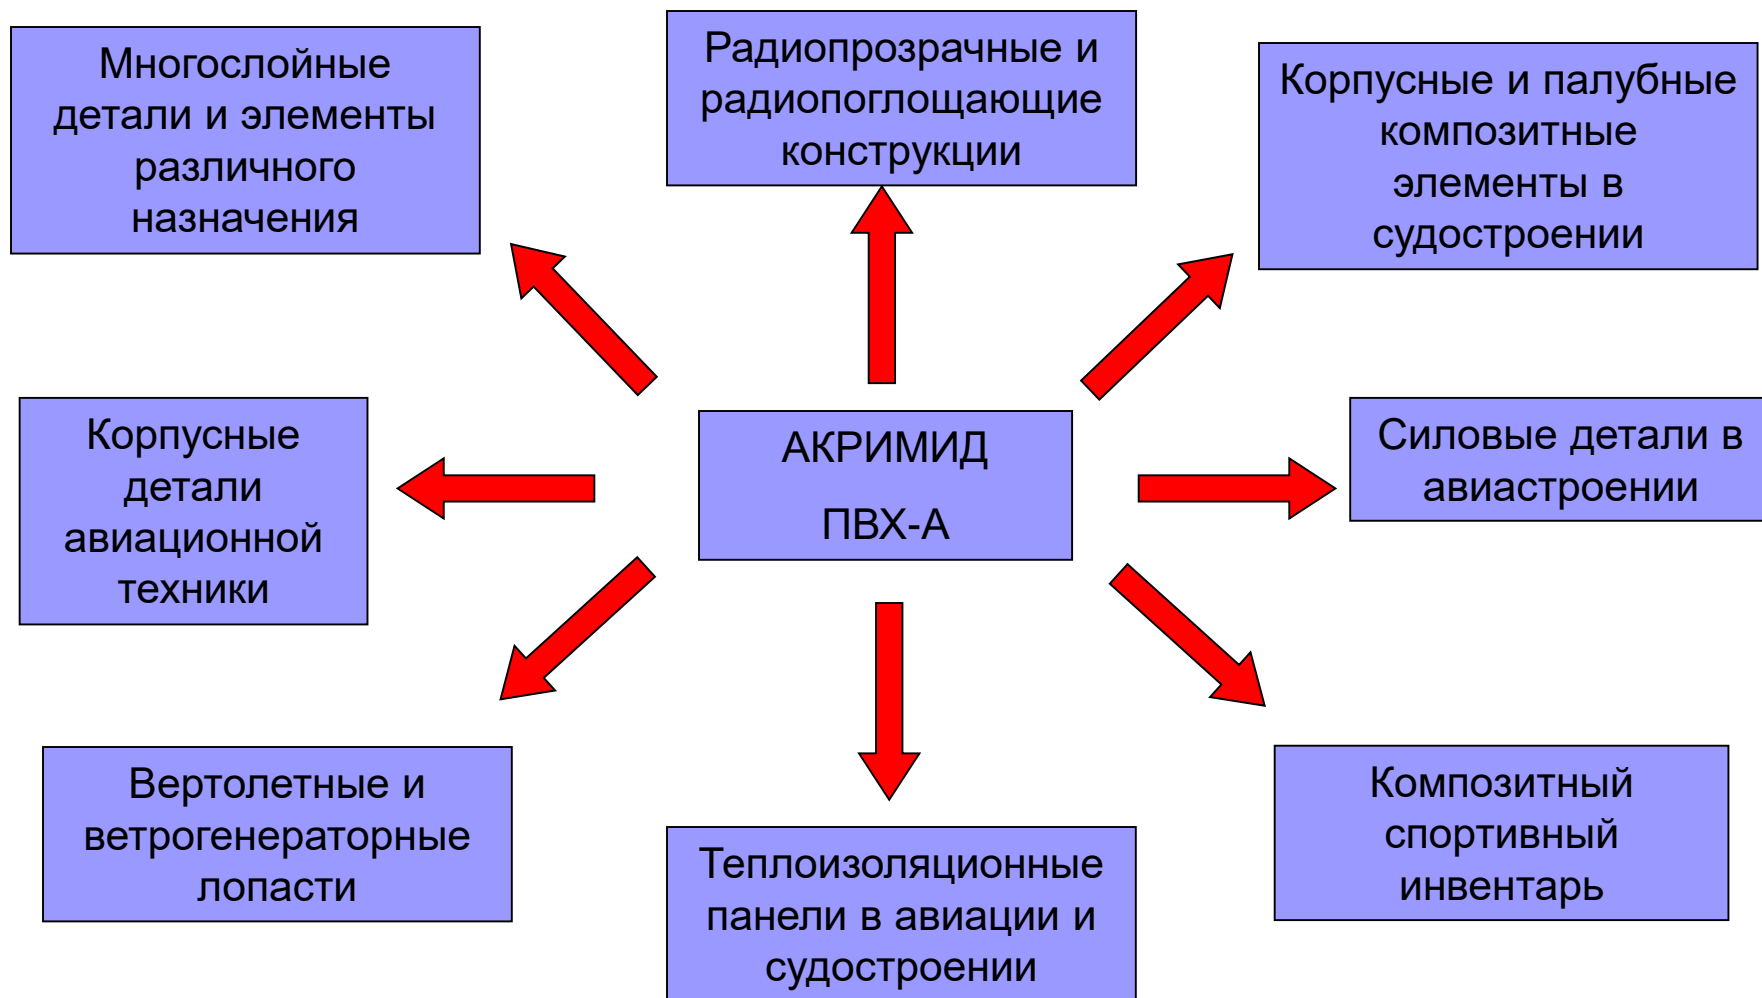 Многослойные
детали и элементы
различного
назначения
Радиопрозрачные и
радиопоглощающие
конструкции
Корпусные и палубные
композитные
элементы в
судостроении
Корпусные
детали
авиационной
техники
АКРИМИД
ПВХ-А
Силовые детали в
авиастроении
Вертолетные и
ветрогенераторные
лопасти
Теплоизоляционные
панели в авиации и
судостроении
Композитный
спортивный
инвентарь